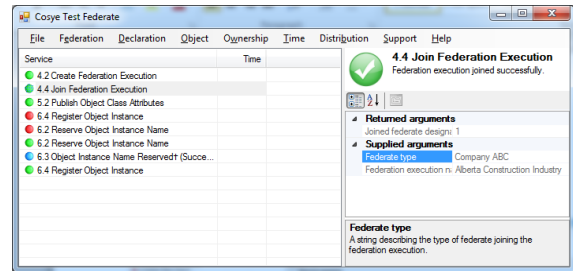 Cosye Test Federate
File Federation Declaration Object Ownership Time Distribution Support Help
Service Time
4.2 Create Federation Execution
4.4 Join Federation Execution
5.2 Publish Object Class Attributes
6.4 Register Object Instance
6.2 Reserve Object Instance Name
6.2 Reserve Object Instance Name
6.3 Object Instance Name Reserved† (Succe...
6.4 Register Object Instance
4.4 Join Federation Execution
Federation execution joined successfully.
Returned arguments
Joined federate design: 1
Supplied arguments
Federate type Company ABC
Federation execution n: Alberta Construction Industry
Federate type
A string describing the type of federate joining the
federation execution.